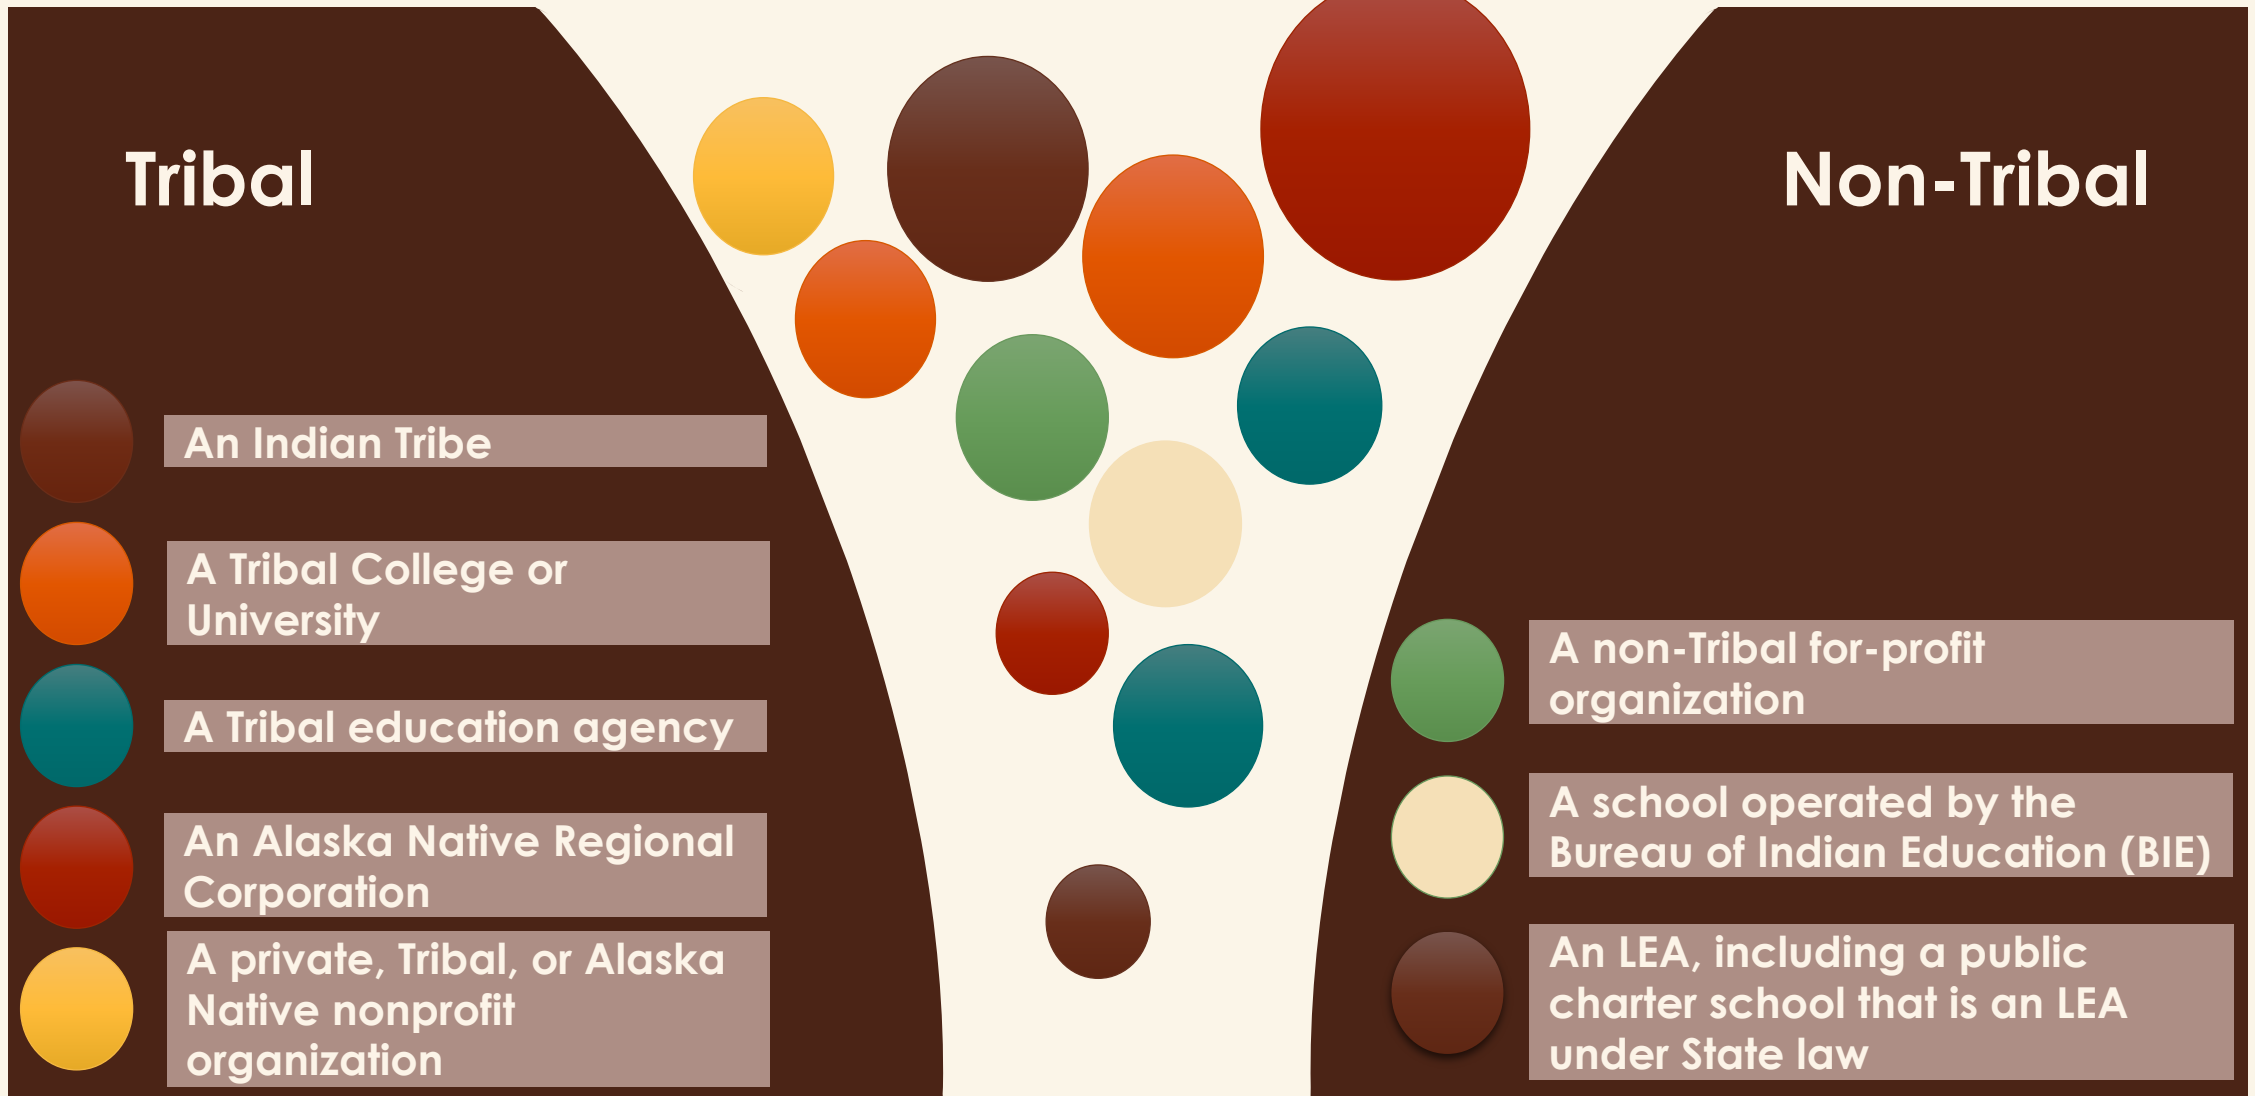 Tribal
An Indian Tribe
A Tribal College or
University
A Tribal education agency
An Alaska Native Regional
Corporation
A private, Tribal, or Alaska
Native nonprofit
organization
Non-Tribal
A non-Tribal for-profit
organization
A school operated by the
Bureau of Indian Education (BIE)
An LEA, including a public
charter school that is an LEA
under State law